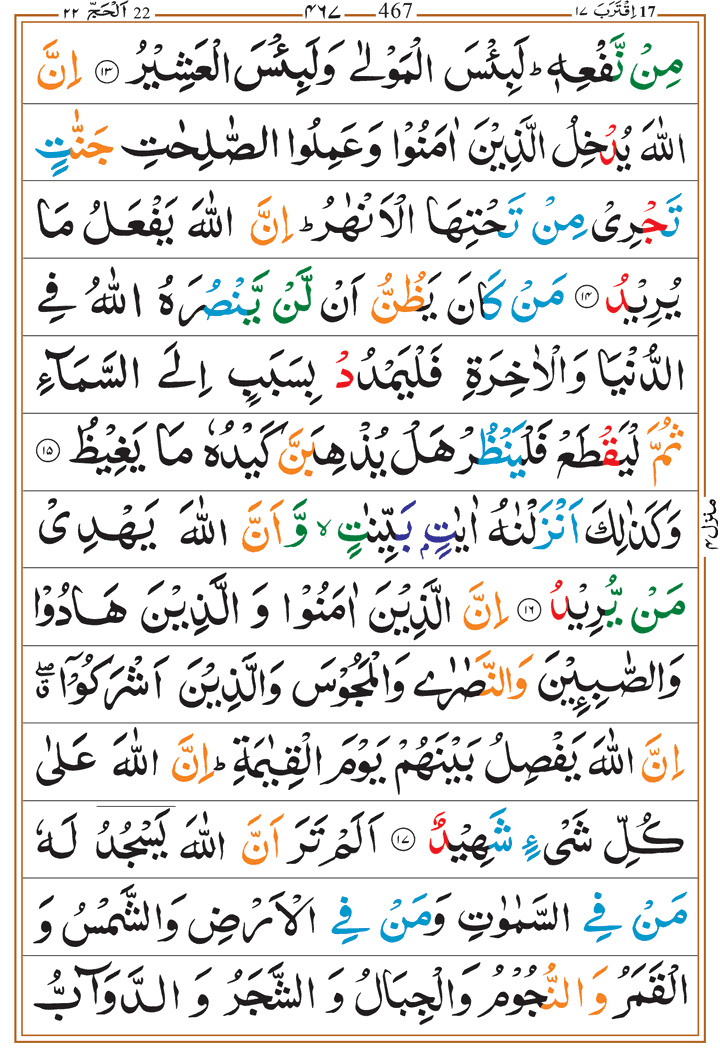 17 اِقْتَرَبَ ١٧ 467 ٤٦٧ 22 اَلْحَجّ ٢٢
مِنْ نَّفْعِهٖ ؕ لَبِئْسَ الْمَوْلٰى وَلَبِئْسَ الْعَشِيْرُ ۝١٣ اِنَّ
اللّٰهَ يُدْخِلُ الَّذِيْنَ اٰمَنُوْا وَعَمِلُوا الصّٰلِحٰتِ جَنّٰتٍ
تَجْرِىْ مِنْ تَحْتِهَا الْاَنْهٰرُ ؕ اِنَّ اللّٰهَ يَفْعَلُ مَا
يُرِيْدُ ۝١٤ مَنْ كَانَ يَظُنُّ اَنْ لَّنْ يَّنْصُرَهُ اللّٰهُ فِى
الدُّنْيَا وَالْاٰخِرَةِ فَلْيَمْدُدْ بِسَبَبٍ اِلَى السَّمَآءِ
ثُمَّ لْيَقْطَعْ فَلْيَنْظُرْ هَلْ يُذْهِبَنَّ كَيْدُهٗ مَا يَغِيْظُ ۝١٥
وَكَذٰلِكَ اَنْزَلْنٰهُ اٰيٰتٍۭ بَيِّنٰتٍ ۙ وَّاَنَّ اللّٰهَ يَهْدِىْ
مَنْ يُّرِيْدُ ۝١٦ اِنَّ الَّذِيْنَ اٰمَنُوْا وَالَّذِيْنَ هَادُوْا
وَالصّٰبِــِٕيْنَ وَالنَّصٰرٰى وَالْمَجُوْسَ وَالَّذِيْنَ اَشْرَكُوْۤا ۖۗ
اِنَّ اللّٰهَ يَفْصِلُ بَيْنَهُمْ يَوْمَ الْقِيٰمَةِ ؕ اِنَّ اللّٰهَ عَلٰى
كُلِّ شَىْءٍ شَهِيْدٌ ۝١٧ اَلَمْ تَرَ اَنَّ اللّٰهَ يَسْجُدُ لَهٗ
مَنْ فِى السَّمٰوٰتِ وَمَنْ فِى الْاَرْضِ وَالشَّمْسُ وَ
الْقَمَرُ وَالنُّجُوْمُ وَالْجِبَالُ وَالشَّجَرُ وَالدَّوَآبُّ
منزل ٤